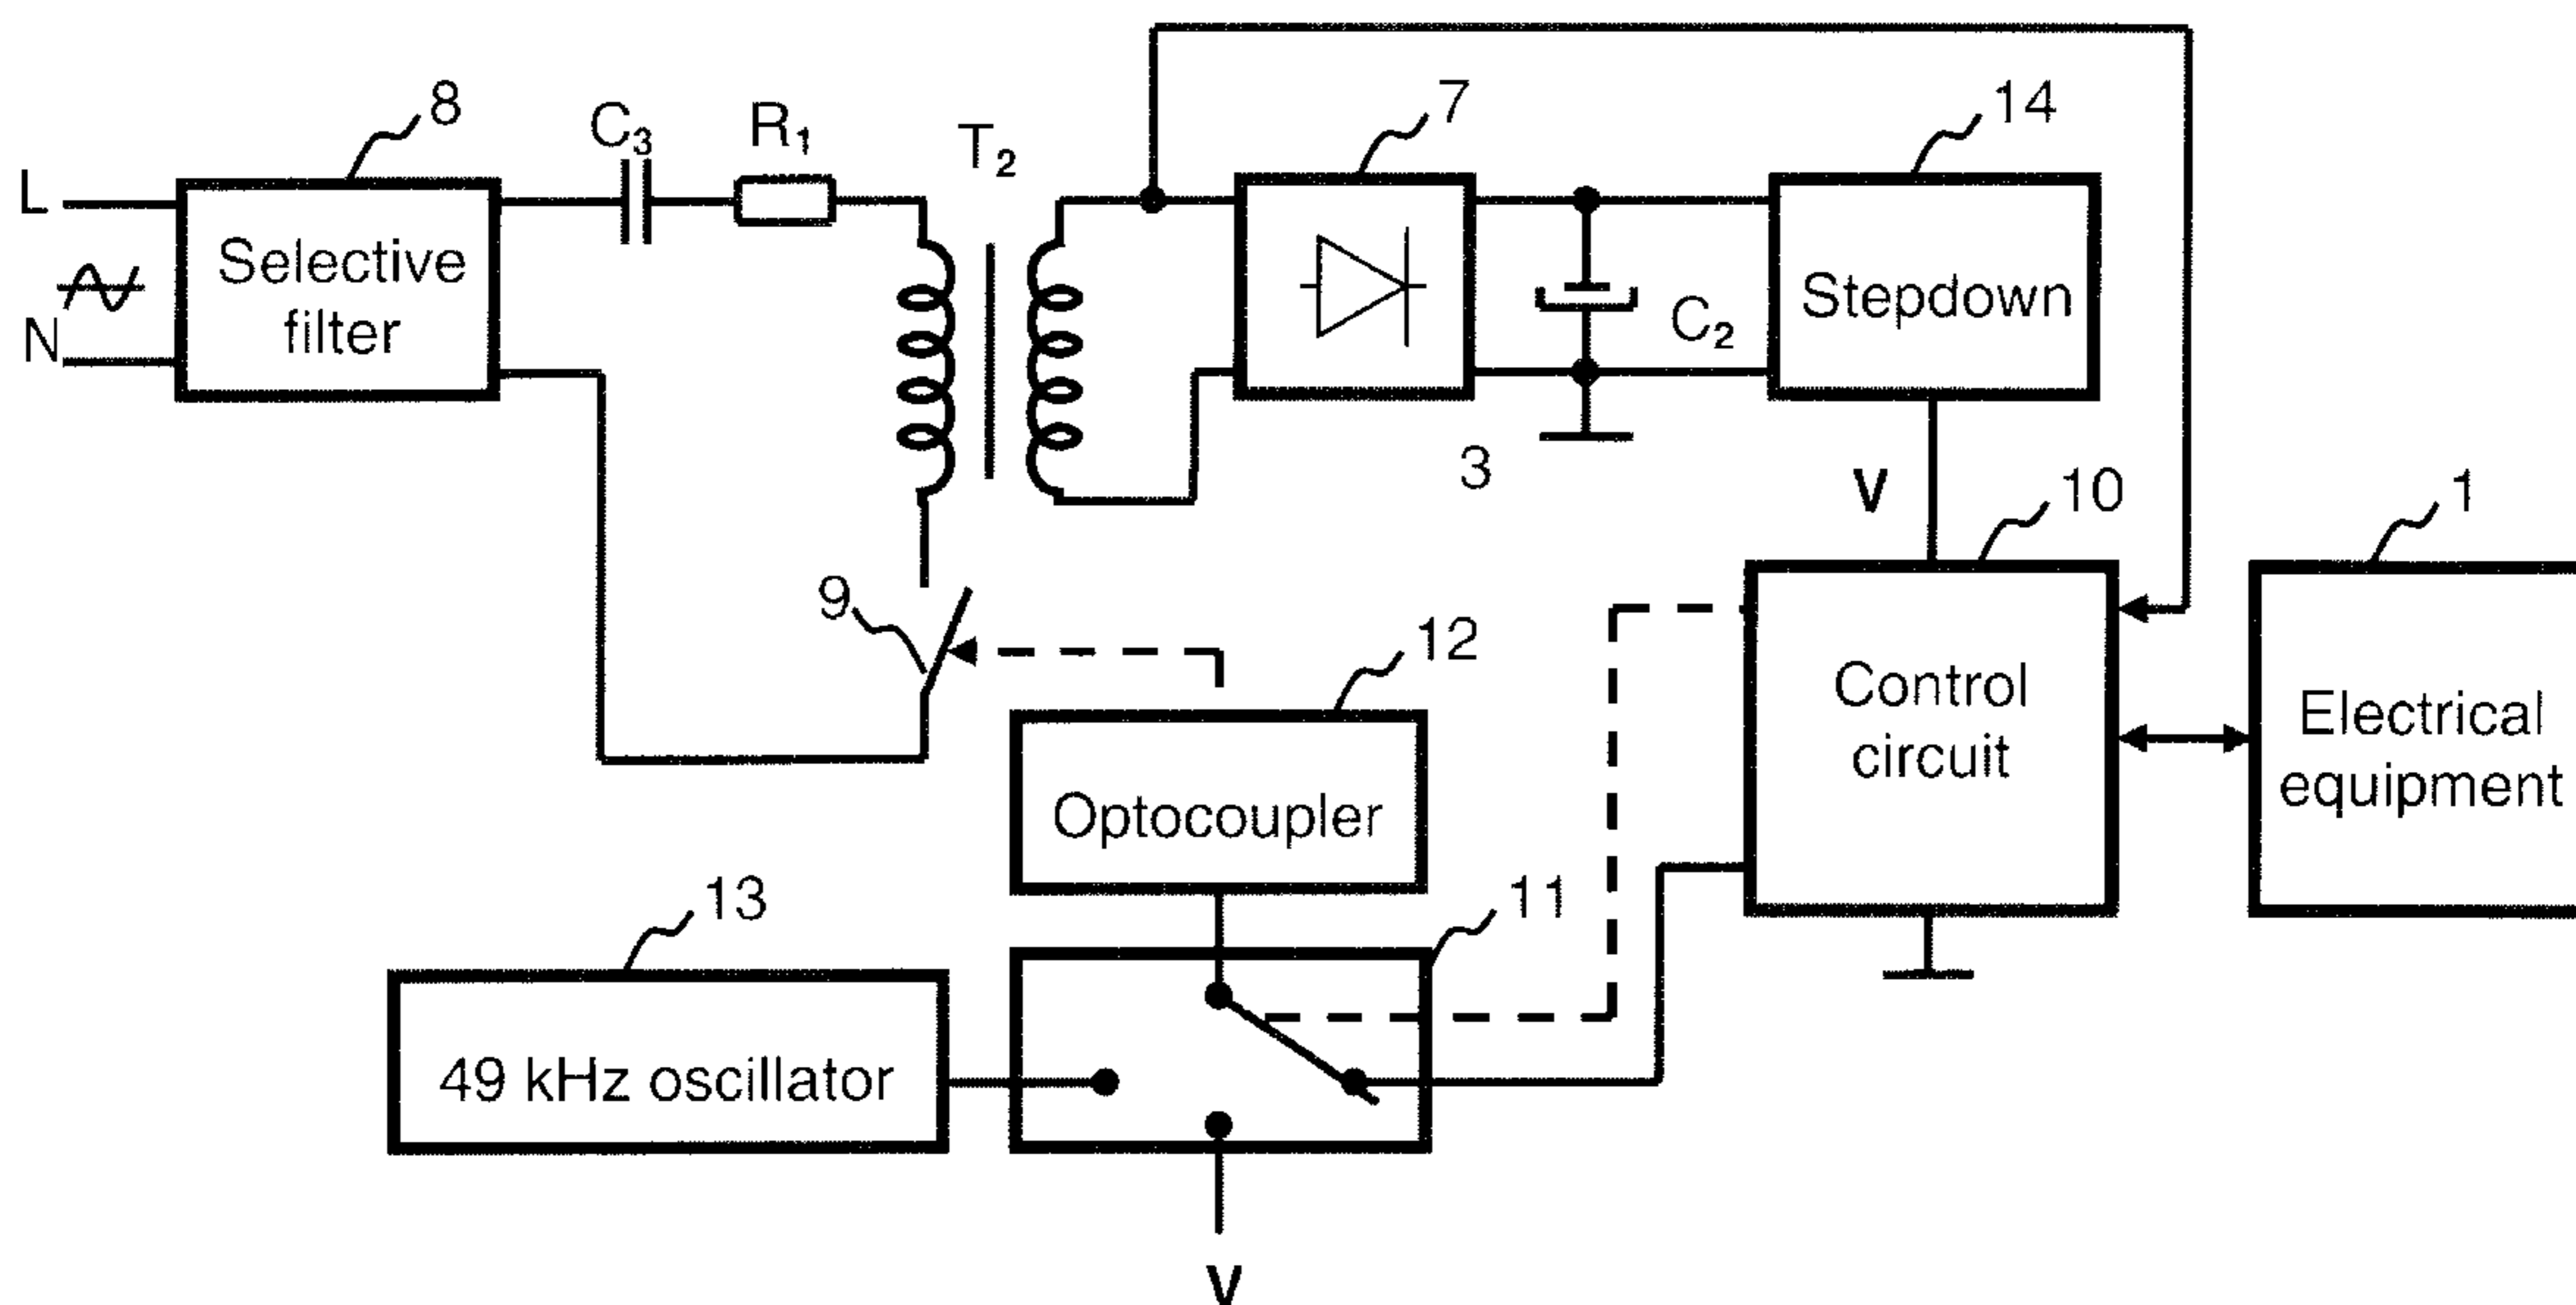 8
C₃
R₁
T₂
7
14
L
N
Selective
filter
C₂
Stepdown
3
V
10
1
9
12
Control
circuit
Electrical
equipment
Optocoupler
13
11
49 kHz oscillator
V